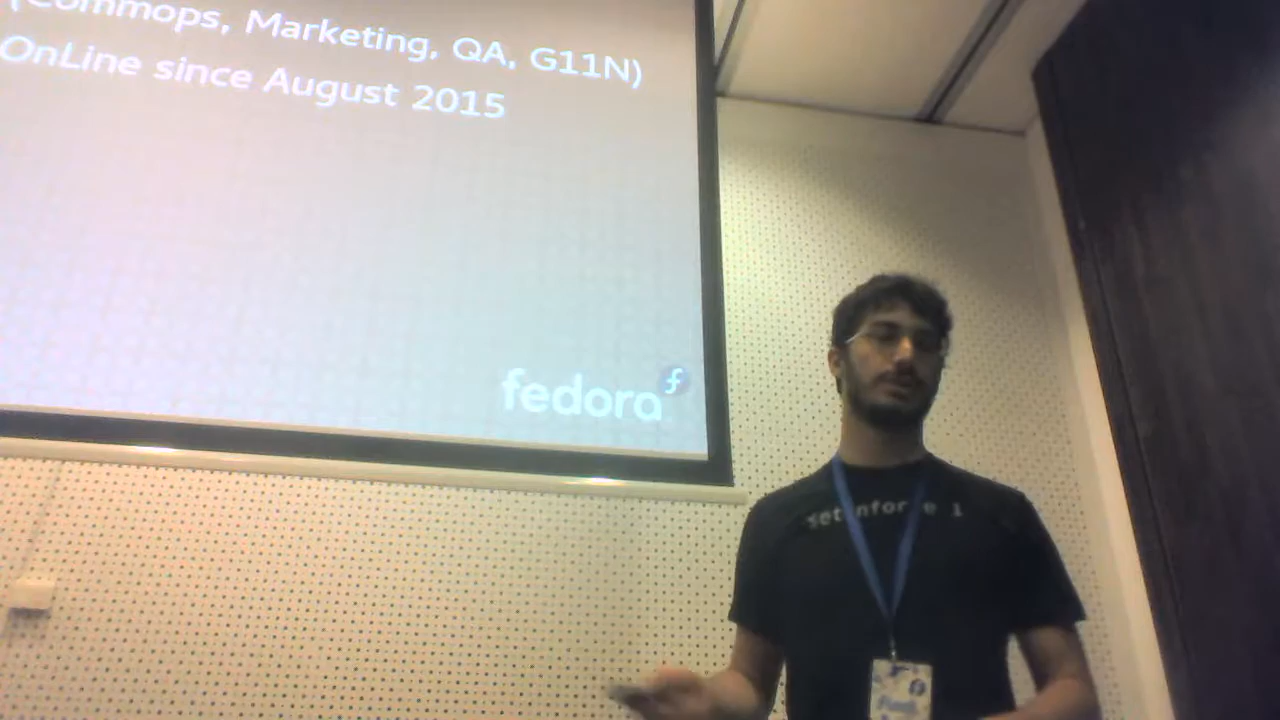 (Commops, Marketing, QA, G11N)
OnLine since August 2015
fedora
setenforce 1